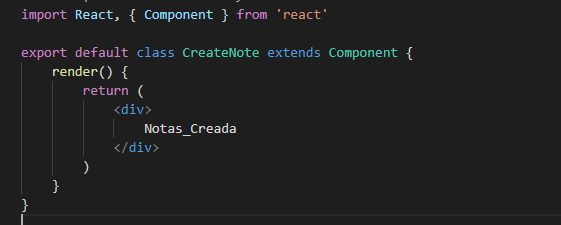 import React, { Component } from 'react'
export default class CreateNote extends Component {
render() {
return (
<div>
Notas_Creada
</div>
)
}
}